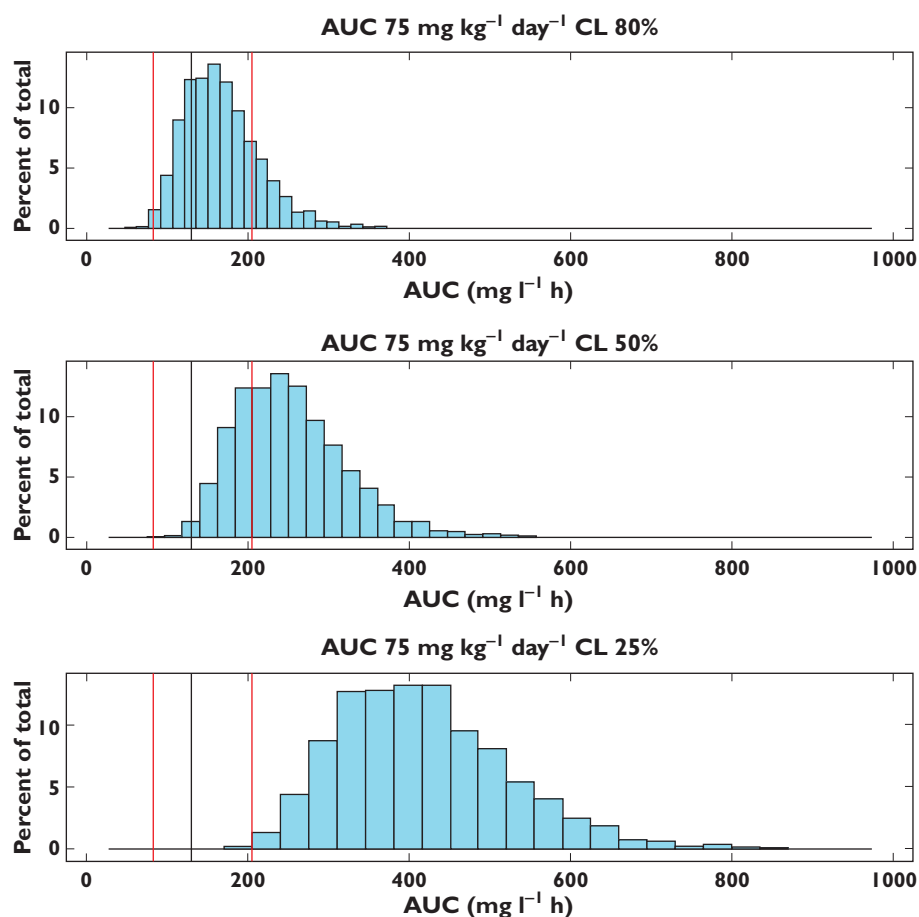 AUC 75 mg kg⁻¹ day⁻¹ CL 80%
Percent of total
10
5
0
0 200 400 600 800 1000
AUC (mg l⁻¹ h)
AUC 75 mg kg⁻¹ day⁻¹ CL 50%
Percent of total
10
5
0
0 200 400 600 800 1000
AUC (mg l⁻¹ h)
AUC 75 mg kg⁻¹ day⁻¹ CL 25%
Percent of total
10
5
0
0 200 400 600 800 1000
AUC (mg l⁻¹ h)